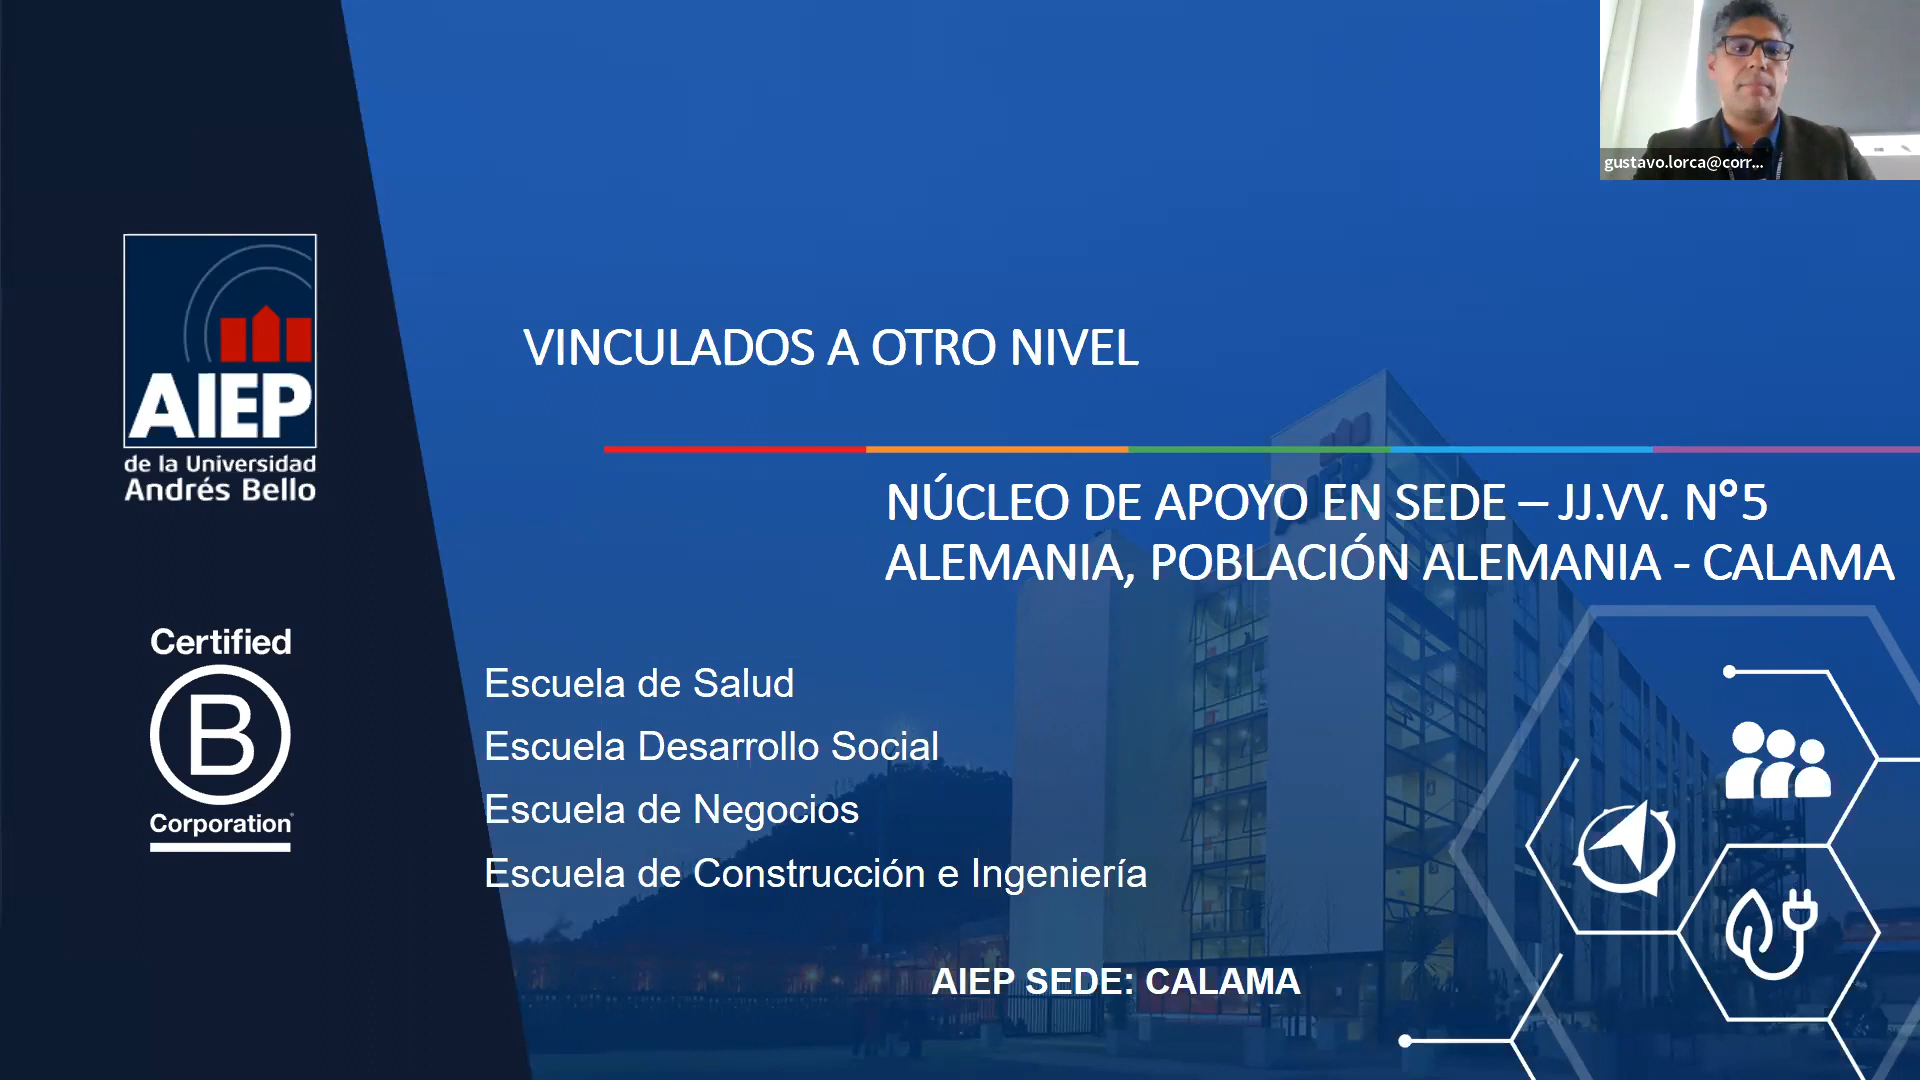 gustavo.lorca@corr...
AIEP
de la Universidad
Andrés Bello
VINCULADOS A OTRO NIVEL
NÚCLEO DE APOYO EN SEDE – JJ.VV. N°5
ALEMANIA, POBLACIÓN ALEMANIA - CALAMA
Certified
B
Corporation
Escuela de Salud
Escuela Desarrollo Social
Escuela de Negocios
Escuela de Construcción e Ingeniería
AIEP SEDE: CALAMA
AIEP